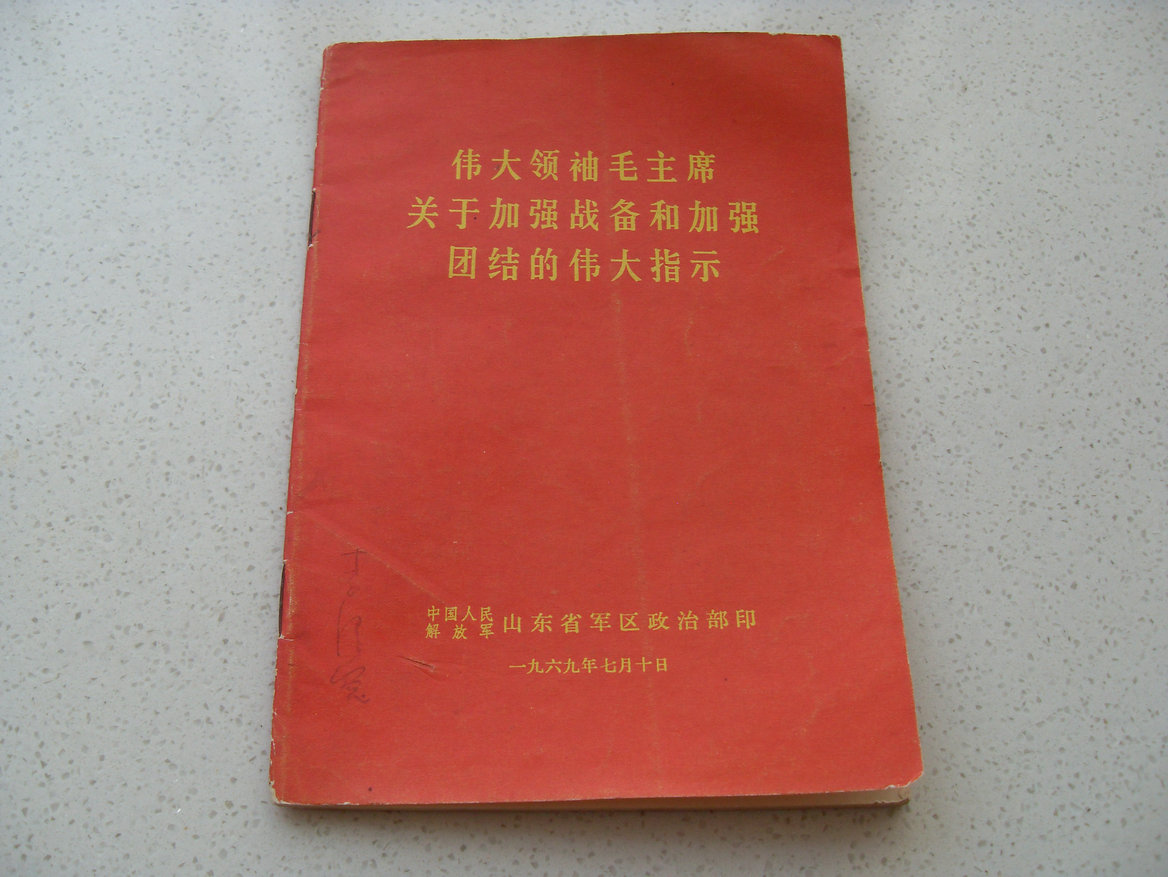 伟大领袖毛主席
关于加强战备和加强
团结的伟大指示
中国人民
解放军 山东省军区政治部印
一九六九年七月十日